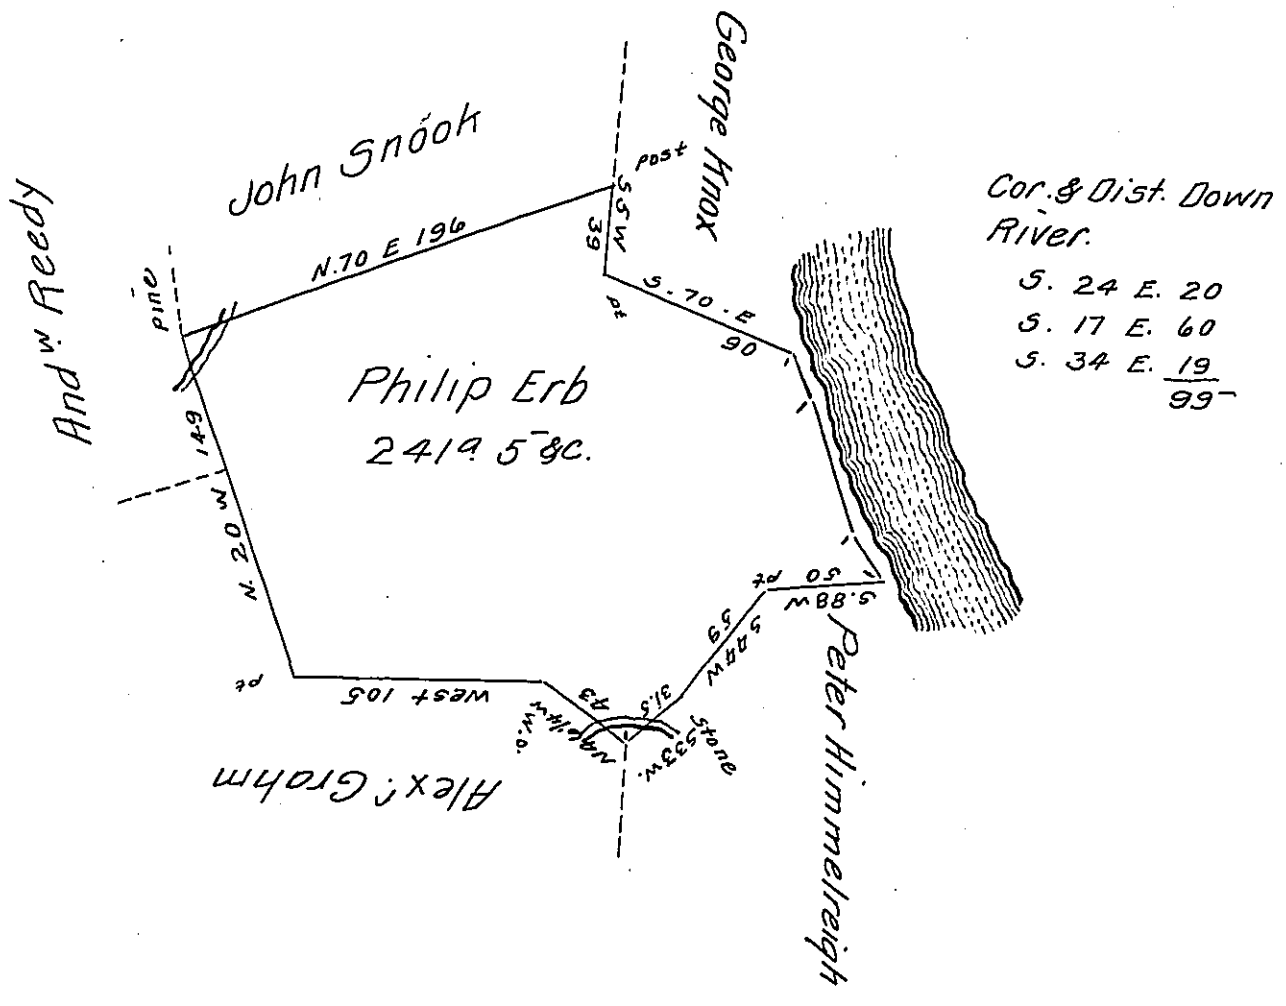 John Snook
George Knox
Andw. Reedy
post
pine
N. 70 E 196
S 5 W
39
pt
S. 70. E
90
Cor. & Dist. Down
River.
S. 24 E. 20
S. 17 E. 60
S. 34 E. 19
99
Philip Erb
241a. 5 &c.
N. 20 W 149
pt
S. 88 W
50
pt
S 44 W
59
31.5
S 33 W.
stone
43
W.O.
West 105
pt
Alexr. Grahm
Peter Himmelreigh